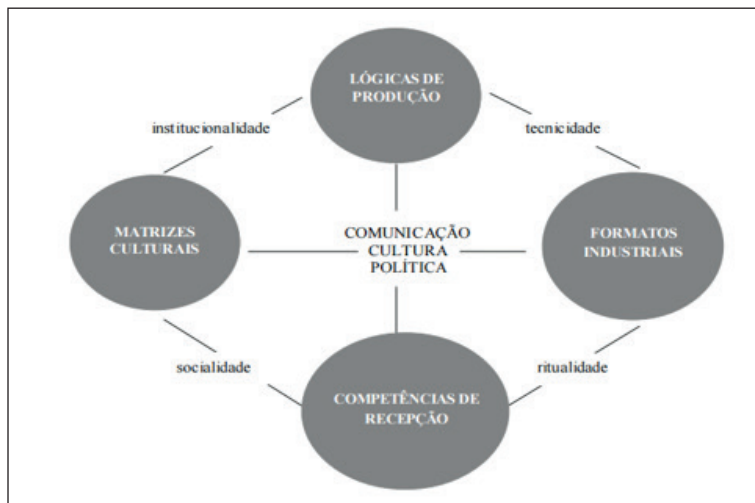 LÓGICAS DE
PRODUÇÃO
institucionalidade
tecnicidade
MATRIZES
CULTURAIS
COMUNICAÇÃO
CULTURA
POLÍTICA
FORMATOS
INDUSTRIAIS
socialidade
ritualidade
COMPETÊNCIAS DE
RECEPÇÃO